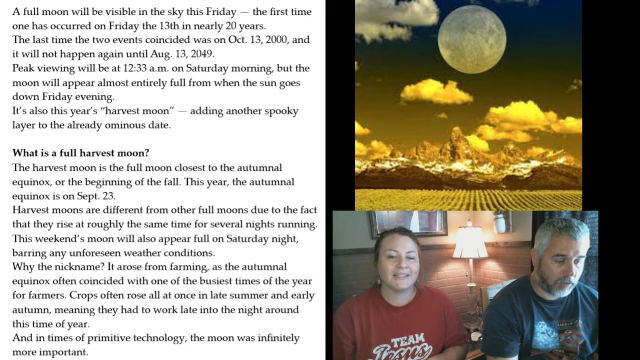 A full moon will be visible in the sky this Friday — the first time
one has occurred on Friday the 13th in nearly 20 years.
The last time the two events coincided was on Oct. 13, 2000, and
it will not happen again until Aug. 13, 2049.
Peak viewing will be at 12:33 a.m. on Saturday morning, but the
moon will appear almost entirely full from when the sun goes
down Friday evening.
It's also this year's “harvest moon” — adding another spooky
layer to the already ominous date.
What is a full harvest moon?
The harvest moon is the full moon closest to the autumnal
equinox, or the beginning of the fall. This year, the autumnal
equinox is on Sept. 23.
Harvest moons are different from other full moons due to the fact
that they rise at roughly the same time for several nights running.
This weekend's moon will also appear full on Saturday night,
barring any unforeseen weather conditions.
Why the nickname? It arose from farming, as the autumnal
equinox often coincided with one of the busiest times of the year
for farmers. Crops often rose all at once in late summer and early
autumn, meaning they had to work late into the night around
this time of year.
And in times of primitive technology, the moon was infinitely
more important.
TEAM
Jesus